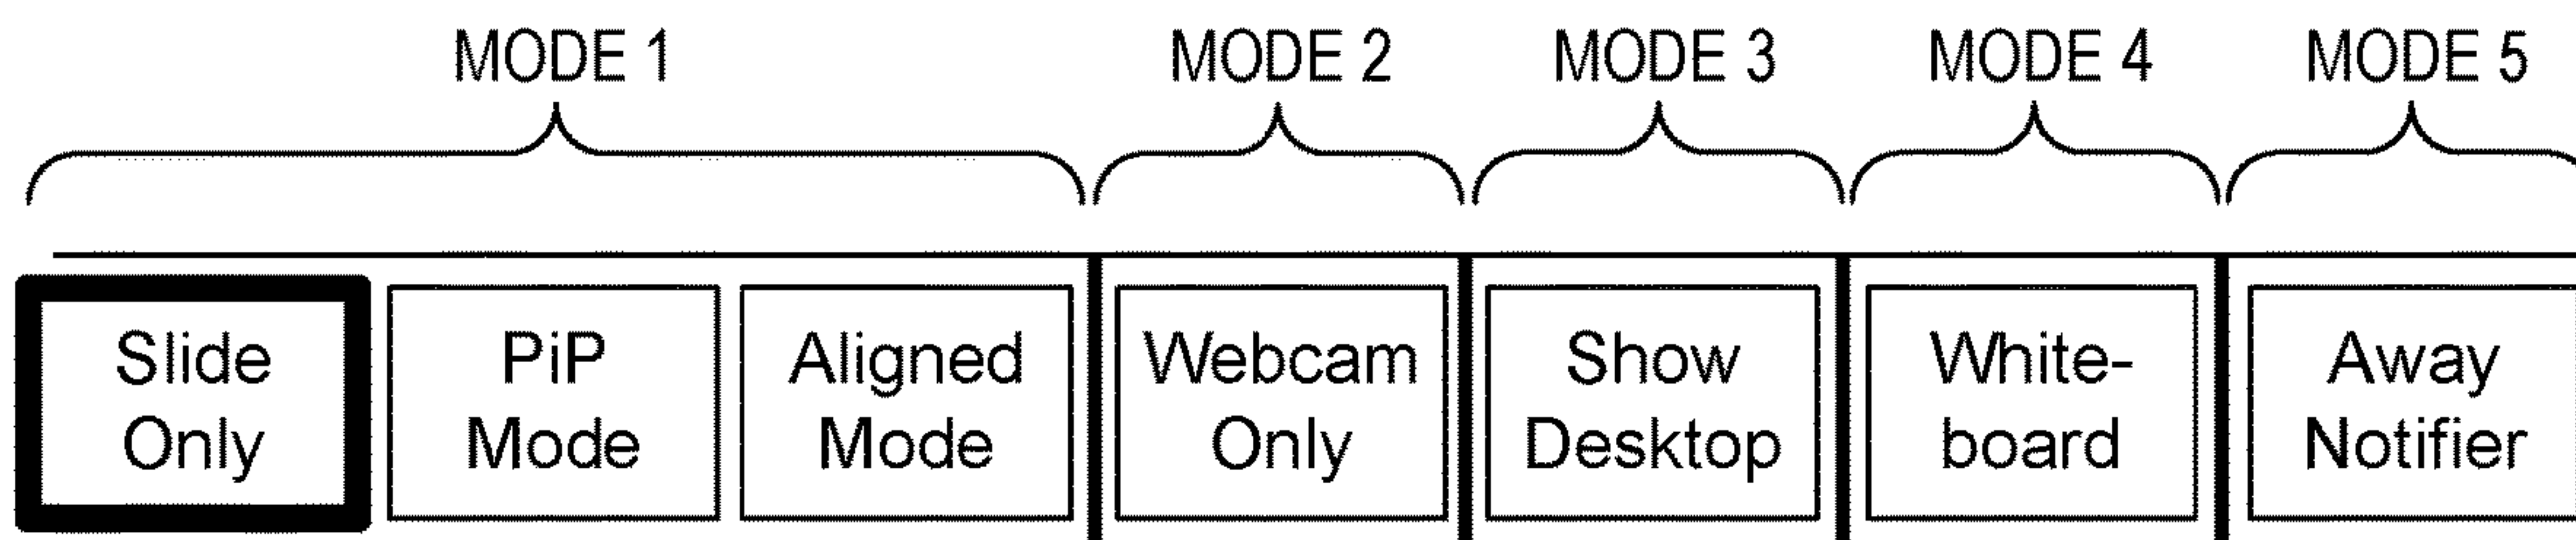 MODE 1 MODE 2 MODE 3 MODE 4 MODE 5
Slide PiP Aligned Webcam Show White- Away
Only Mode Mode Only Desktop board Notifier